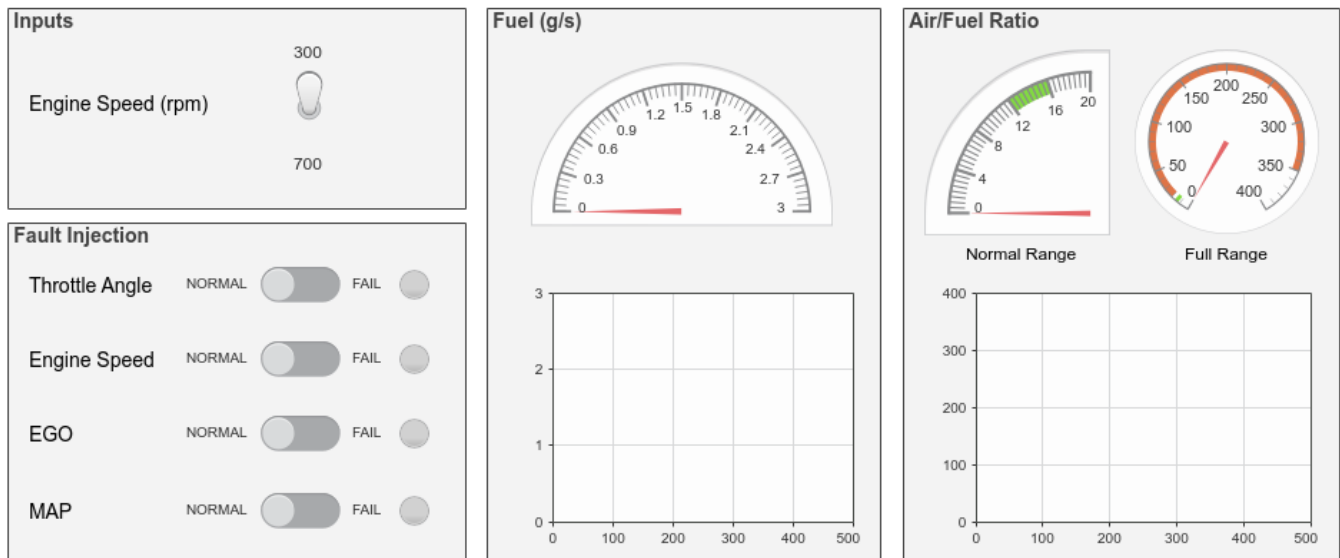 Inputs
300
Engine Speed (rpm)
700
Fault Injection
Throttle Angle NORMAL FAIL
Engine Speed NORMAL FAIL
EGO NORMAL FAIL
MAP NORMAL FAIL
Fuel (g/s)
0 0.3 0.6 0.9 1.2 1.5 1.8 2.1 2.4 2.7 3
3
2
1
0
0 100 200 300 400 500
Air/Fuel Ratio
0 4 8 12 16 20
Normal Range
0 50 100 150 200 250 300 350 400
Full Range
400
300
200
100
0
0 100 200 300 400 500